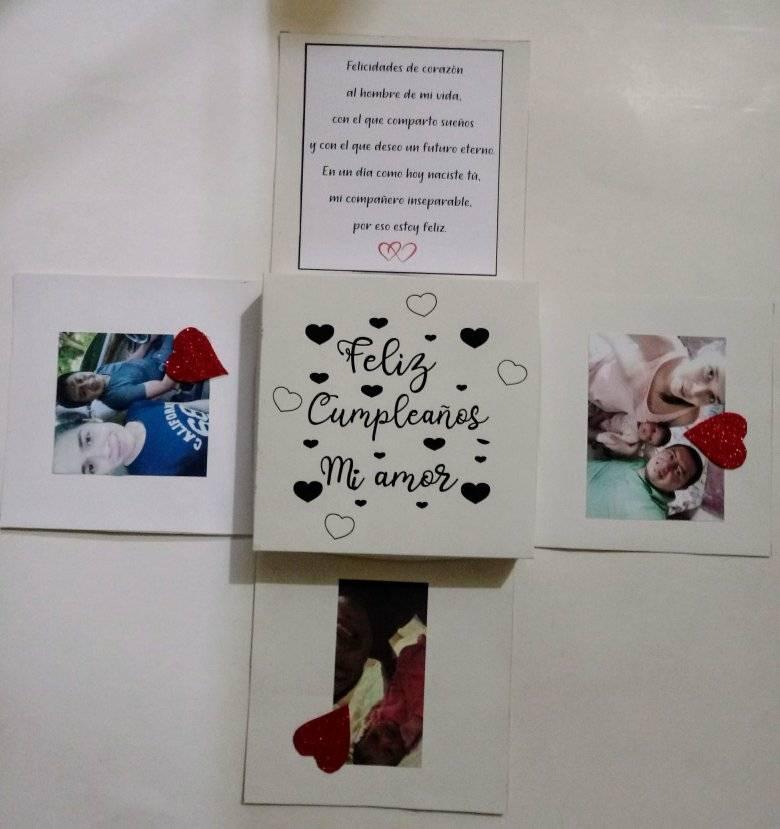 Felicidades de corazón
al hombre de mi vida,
con el que comparto sueños
y con el que deseo un futuro eterno.
En un día como hoy naciste tú,
mi compañero inseparable,
por eso estoy feliz.
Feliz
Cumpleaños
Mi amor
CALIFORN